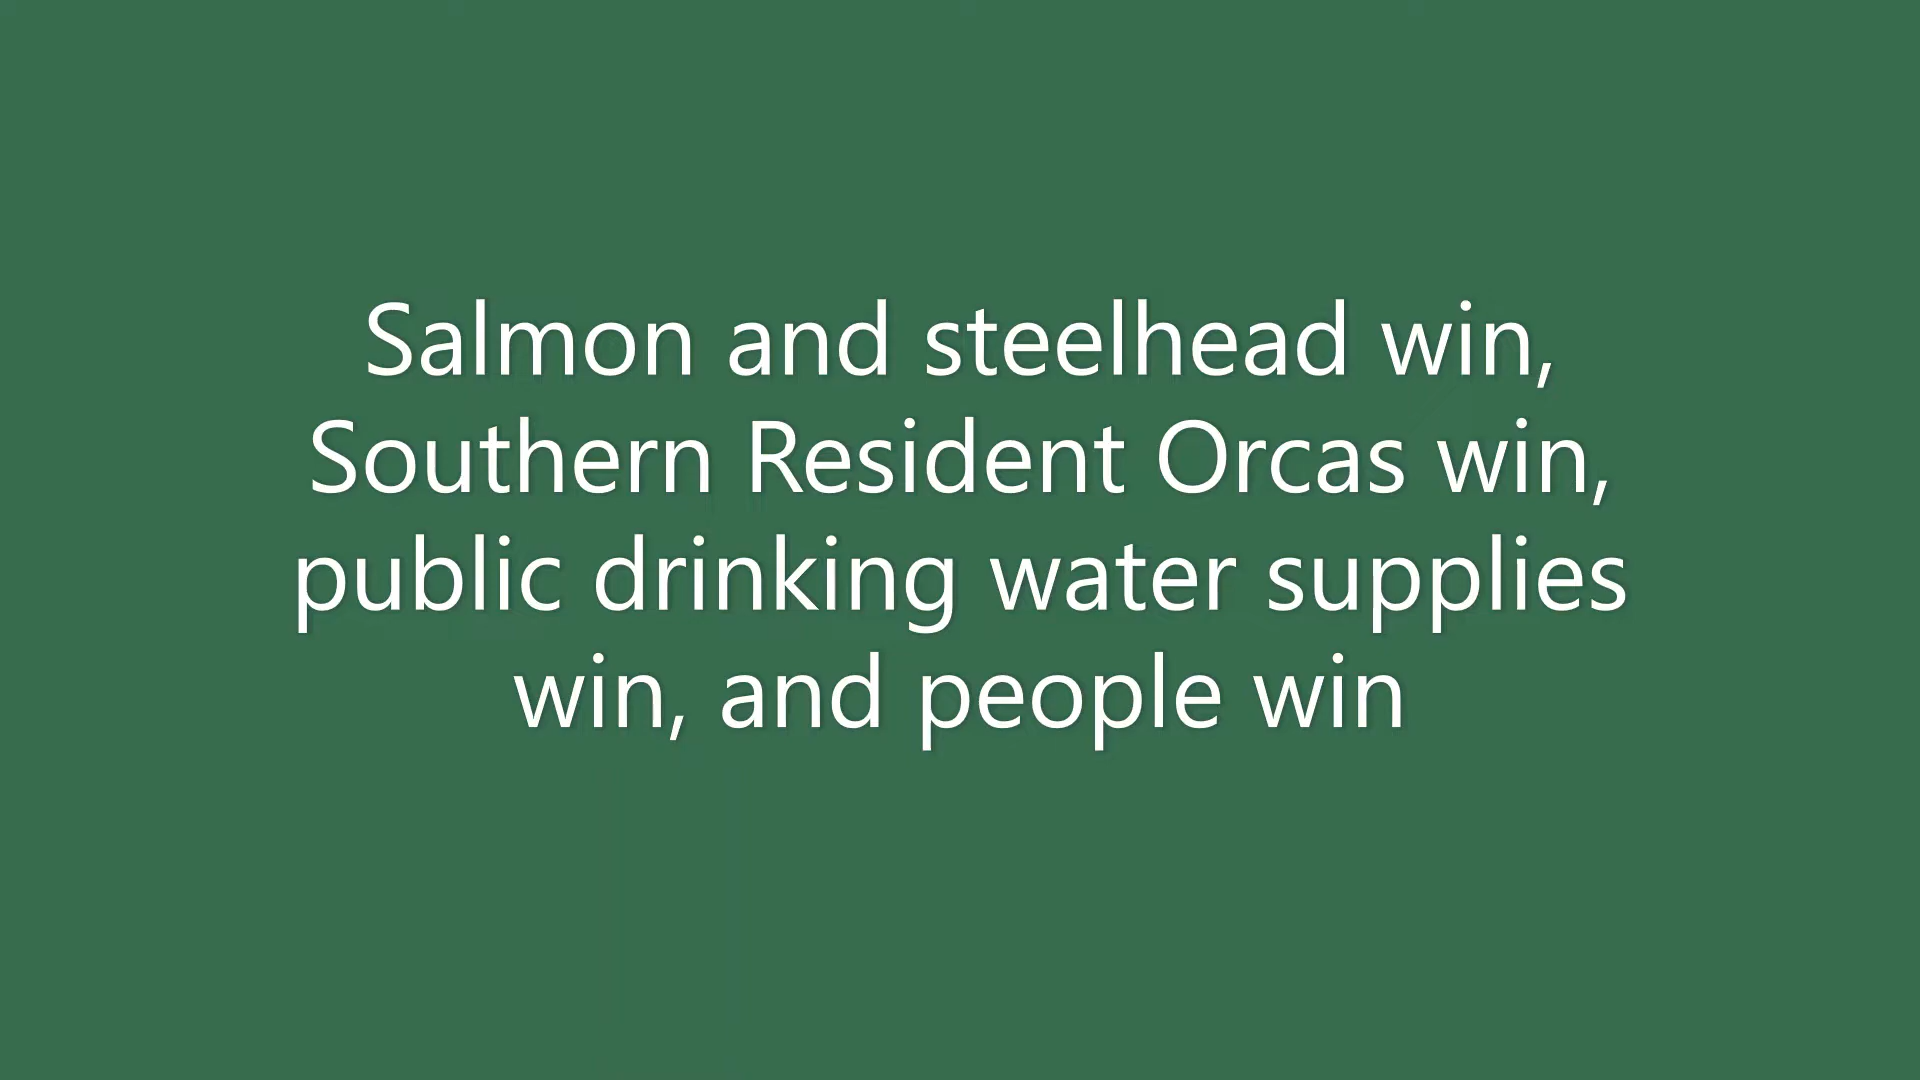 Salmon and steelhead win,
Southern Resident Orcas win,
public drinking water supplies
win, and people win